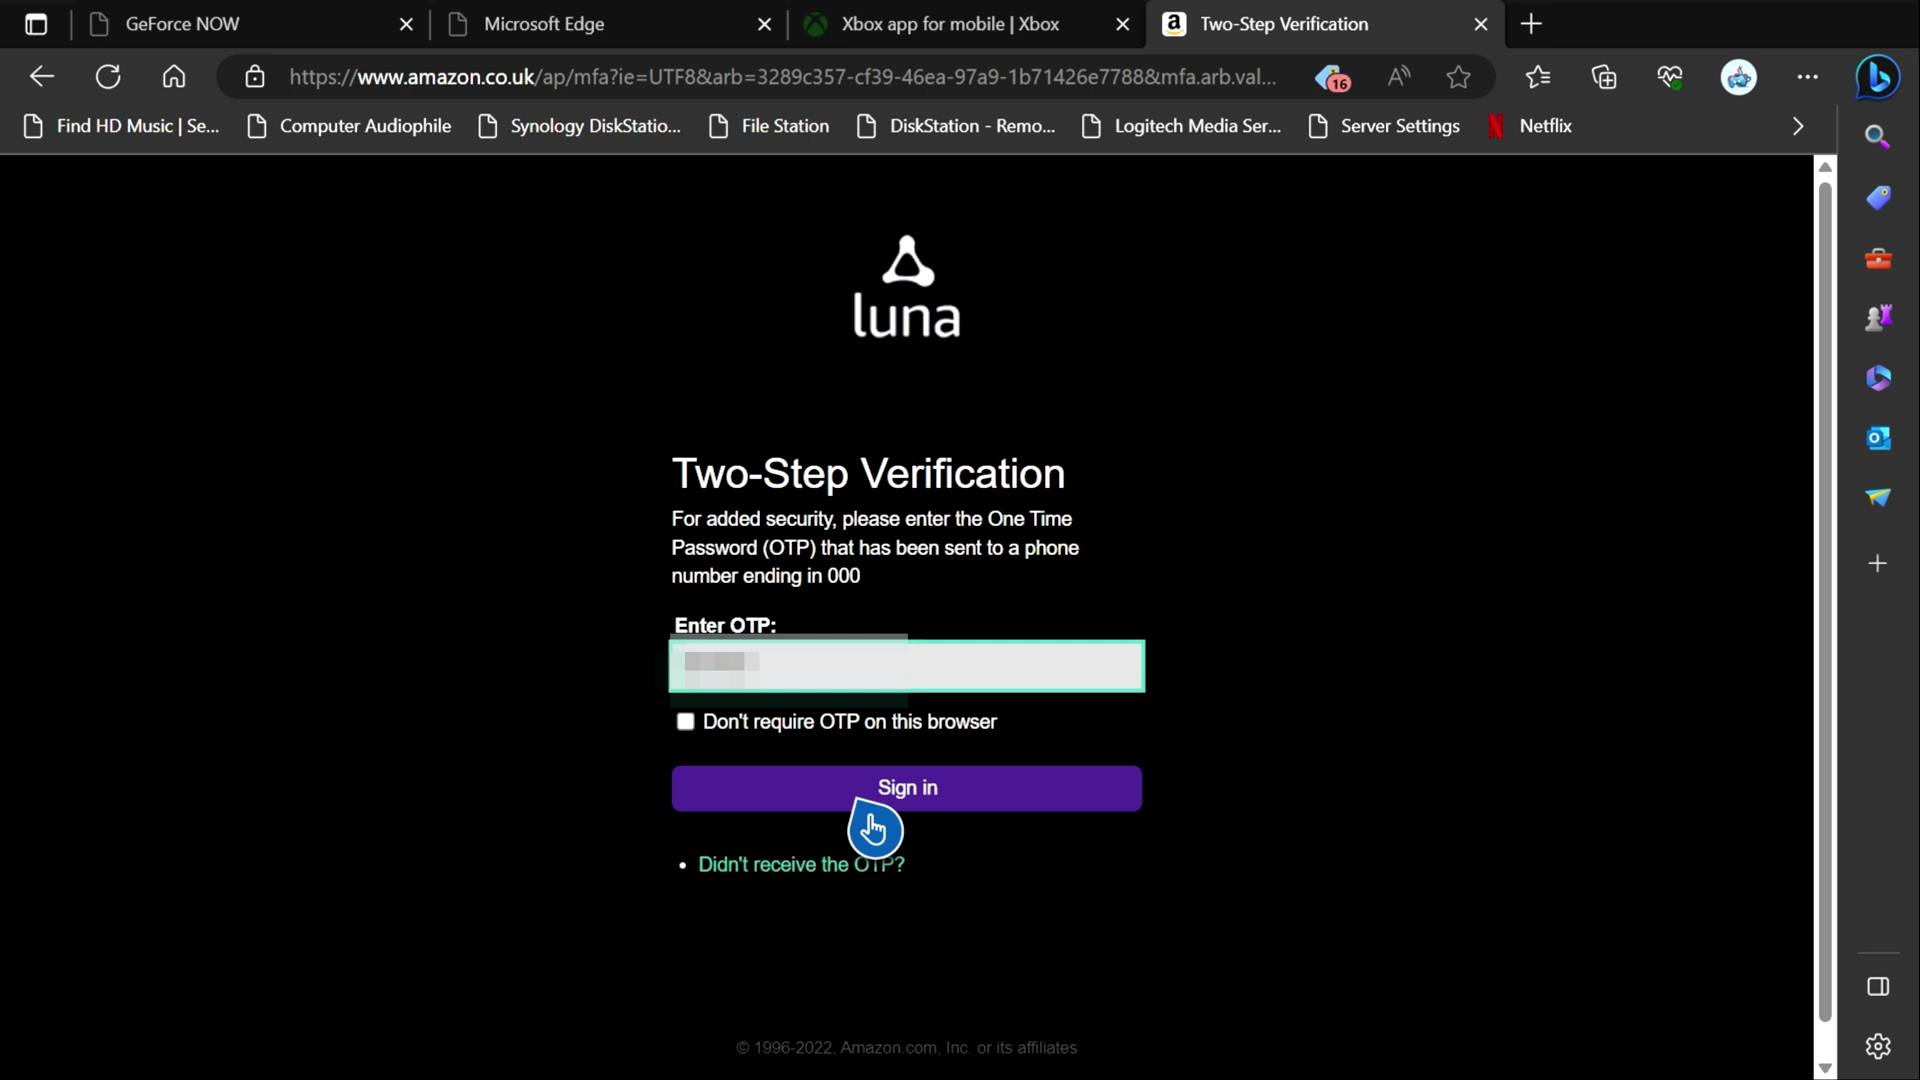 GeForce NOW
Microsoft Edge
Xbox app for mobile | Xbox
a
Two-Step Verification
https://www.amazon.co.uk/ap/mfa?ie=UTF8&arb=3289c357-cf39-46ea-97a9-1b71426e7788&mfa.arb.val...
16
A
Find HD Music | Se...
Computer Audiophile
Synology DiskStatio...
File Station
DiskStation - Remo...
Logitech Media Ser...
Server Settings
N
Netflix
luna
Two-Step Verification
For added security, please enter the One Time
Password (OTP) that has been sent to a phone
number ending in 000
Enter OTP:
Don't require OTP on this browser
Sign in
Didn't receive the OTP?
© 1996-2022, Amazon.com, Inc. or its affiliates